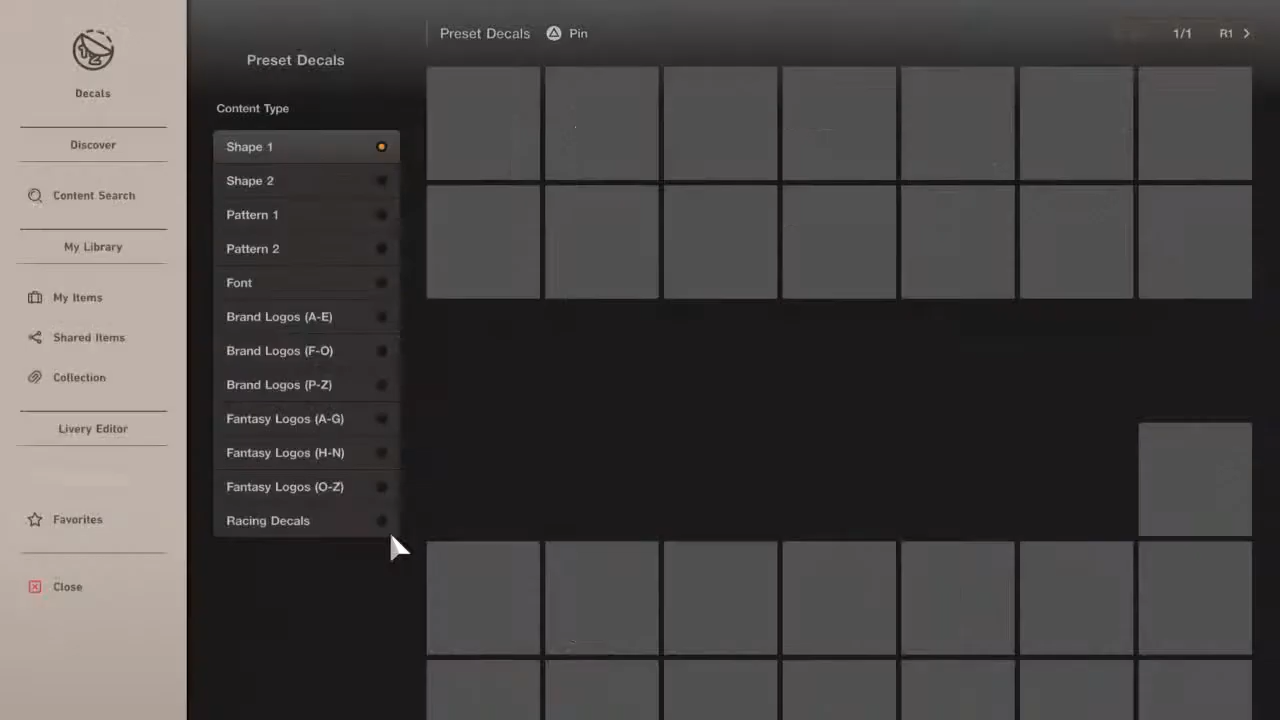 Decals
Discover
Content Search
My Library
My Items
Shared Items
Collection
Livery Editor
Favorites
Close
Preset Decals
Content Type
Shape 1
Shape 2
Pattern 1
Pattern 2
Font
Brand Logos (A-E)
Brand Logos (F-O)
Brand Logos (P-Z)
Fantasy Logos (A-G)
Fantasy Logos (H-N)
Fantasy Logos (O-Z)
Racing Decals
Preset Decals Pin
1/1 R1